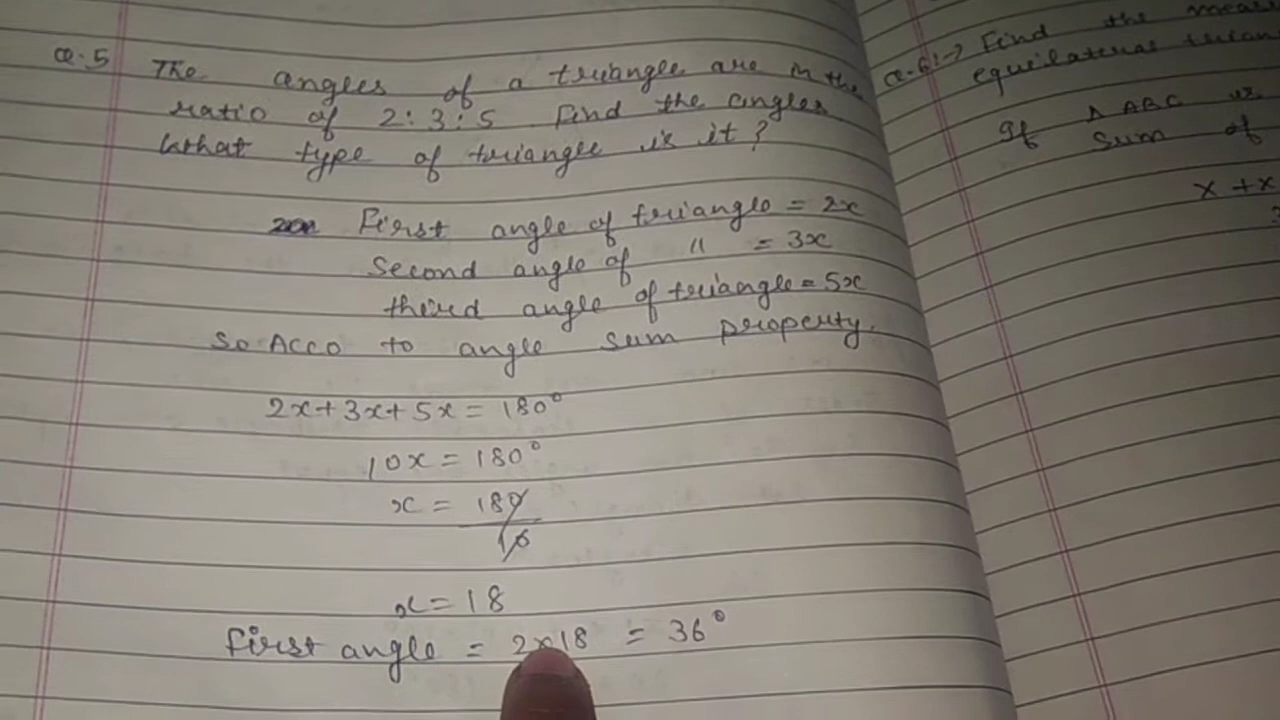 Q.5 The angles of a triangle are in the
ratio of 2:3:5 Find the angles
What type of triangle is it?
First angle of triangle = 2x
Second angle of " = 3x
third angle of triangle = 5x
So Acco to angle sum property.
2x+3x+5x = 180°
10x = 180°
x = 180
10
x = 18
First angle = 2x18 = 36°
Q.6:→ Find the
equilateral
If △ ABC
Sum of
x + x